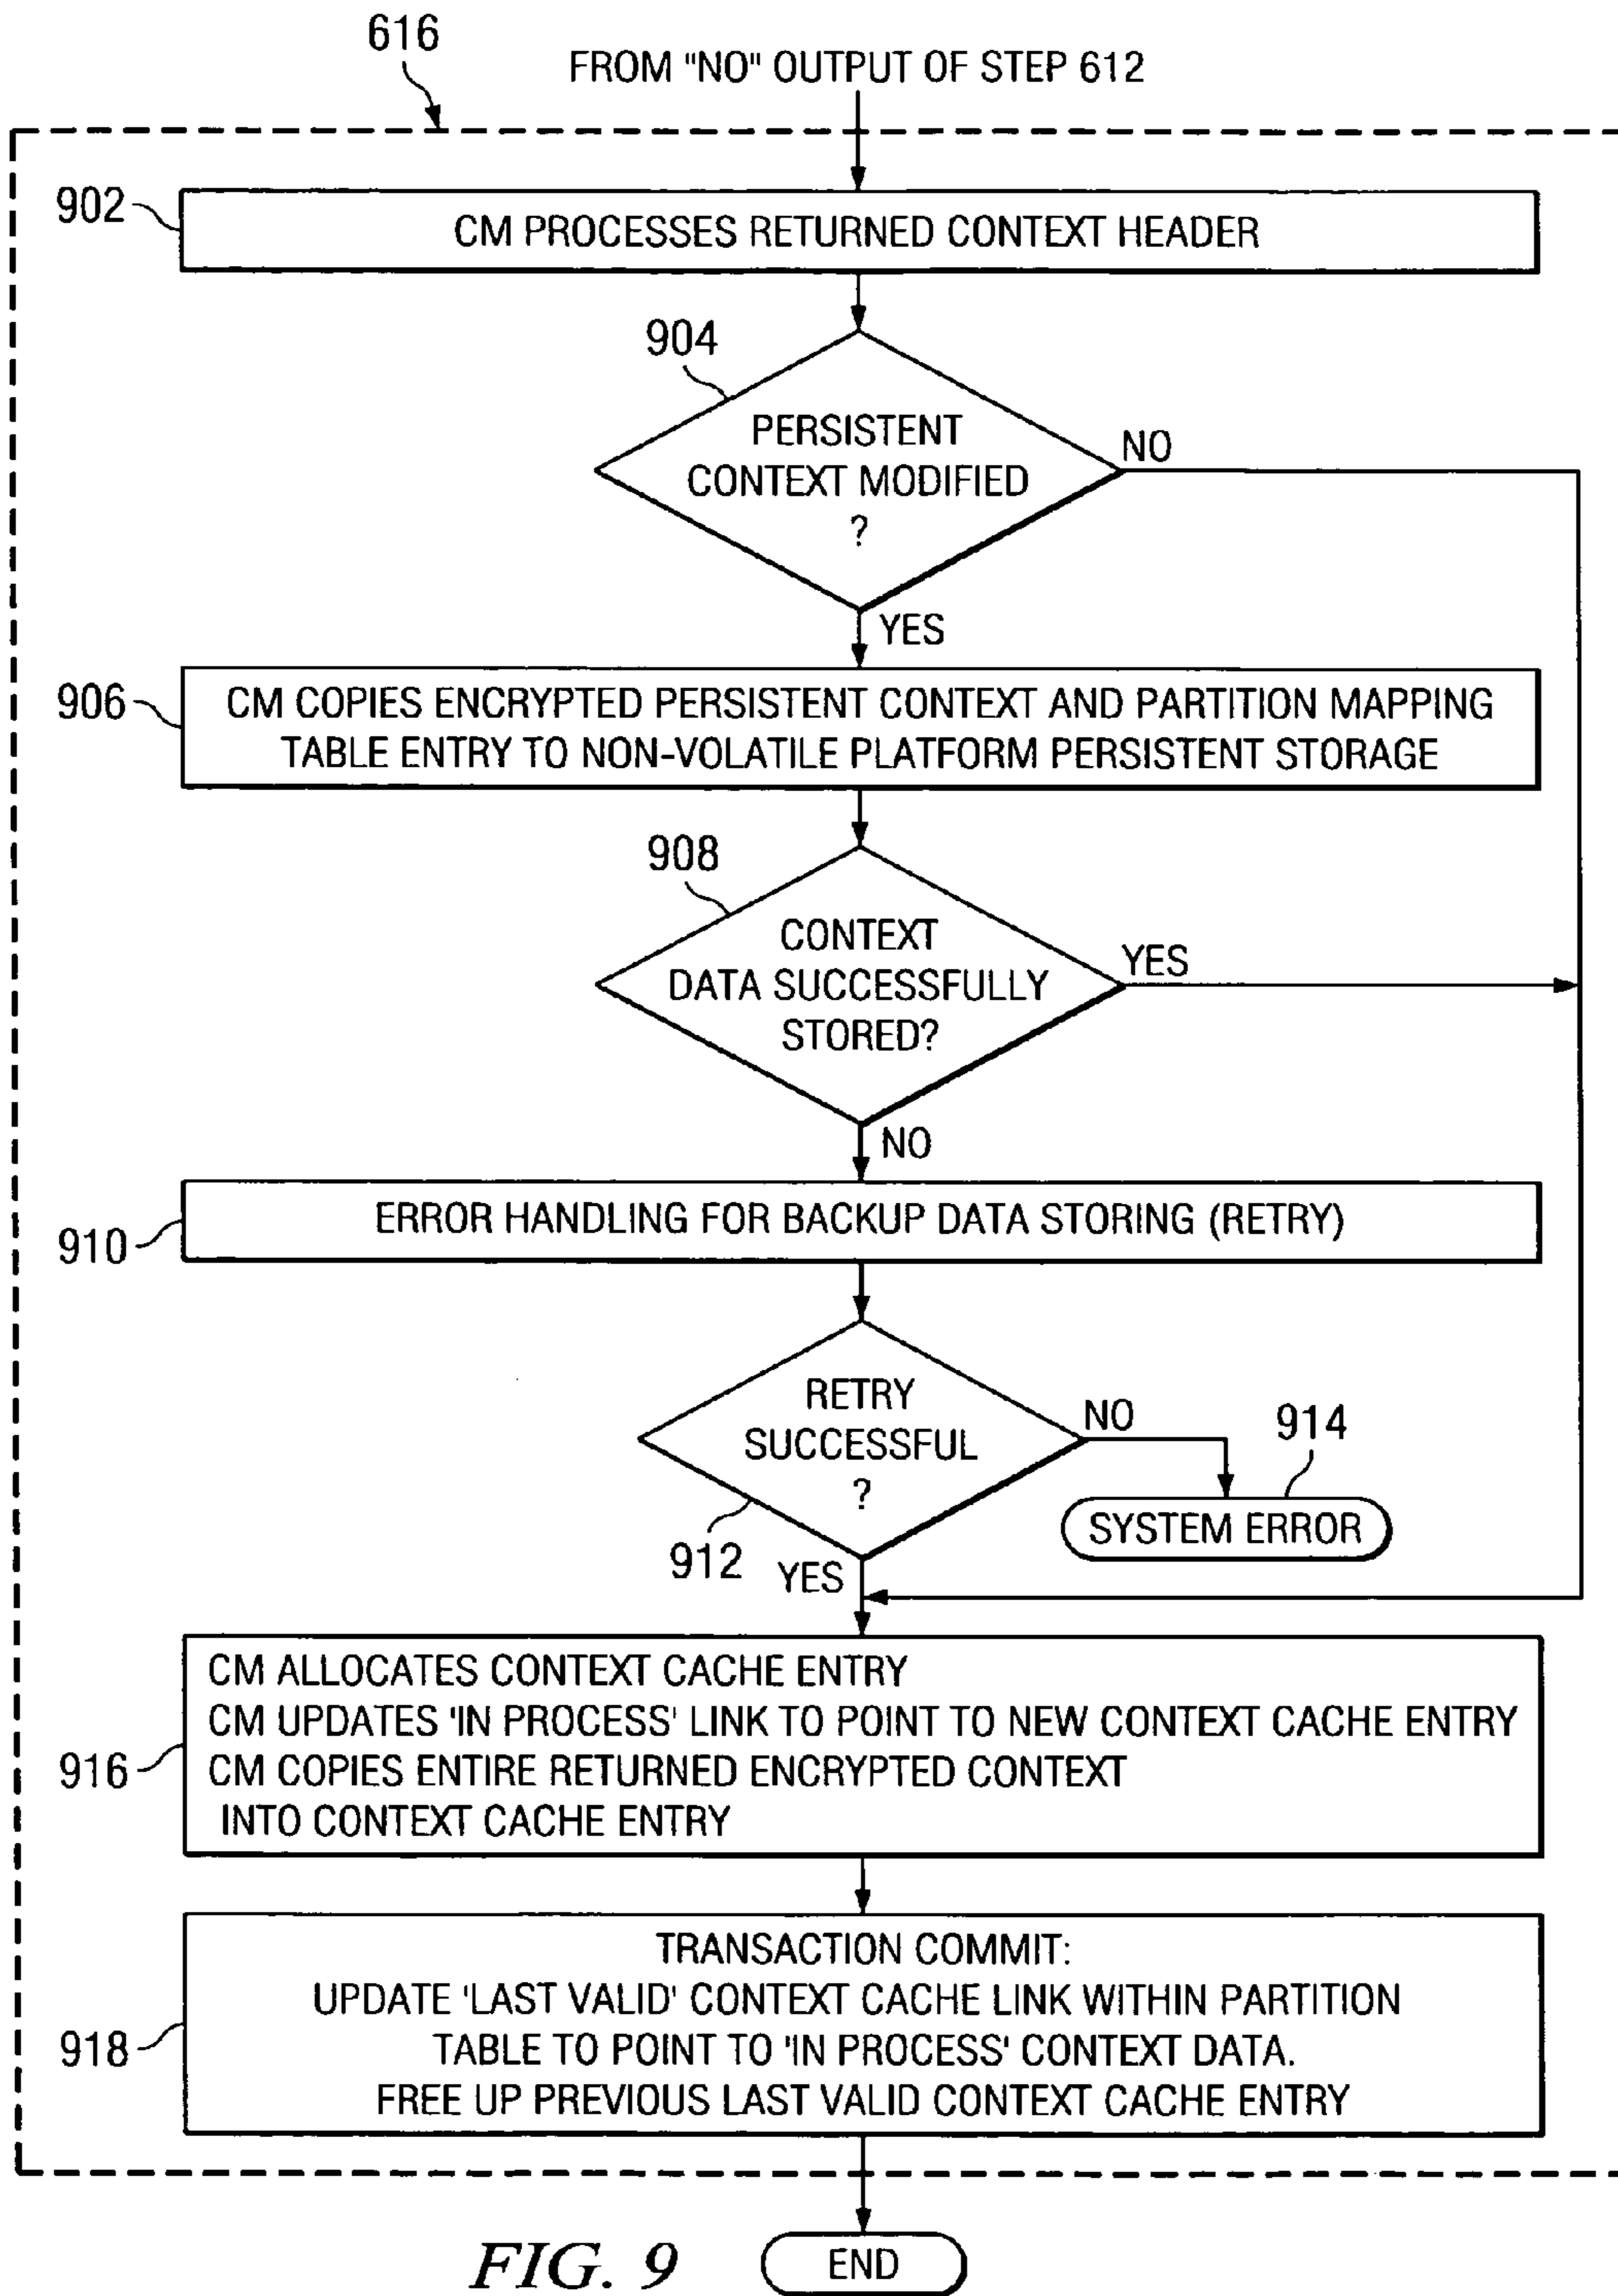 616
FROM "NO" OUTPUT OF STEP 612
902
CM PROCESSES RETURNED CONTEXT HEADER
904
PERSISTENT
CONTEXT MODIFIED
?
NO
YES
906
CM COPIES ENCRYPTED PERSISTENT CONTEXT AND PARTITION MAPPING
TABLE ENTRY TO NON-VOLATILE PLATFORM PERSISTENT STORAGE
908
CONTEXT
DATA SUCCESSFULLY
STORED?
YES
NO
910
ERROR HANDLING FOR BACKUP DATA STORING (RETRY)
RETRY
SUCCESSFUL
?
NO
914
SYSTEM ERROR
912
YES
916
CM ALLOCATES CONTEXT CACHE ENTRY
CM UPDATES 'IN PROCESS' LINK TO POINT TO NEW CONTEXT CACHE ENTRY
CM COPIES ENTIRE RETURNED ENCRYPTED CONTEXT
INTO CONTEXT CACHE ENTRY
918
TRANSACTION COMMIT:
UPDATE 'LAST VALID' CONTEXT CACHE LINK WITHIN PARTITION
TABLE TO POINT TO 'IN PROCESS' CONTEXT DATA.
FREE UP PREVIOUS LAST VALID CONTEXT CACHE ENTRY
FIG. 9
END